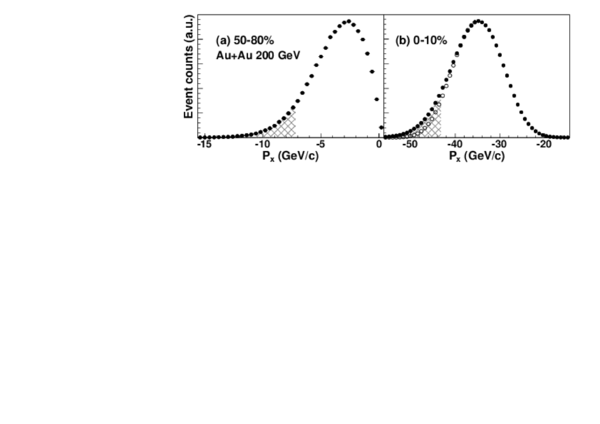 Event counts (a.u.)
(a) 50-80%
Au+Au 200 GeV
(b) 0-10%
-15 -10 -5 0
-50 -40 -30 -20
Px (GeV/c)
Px (GeV/c)